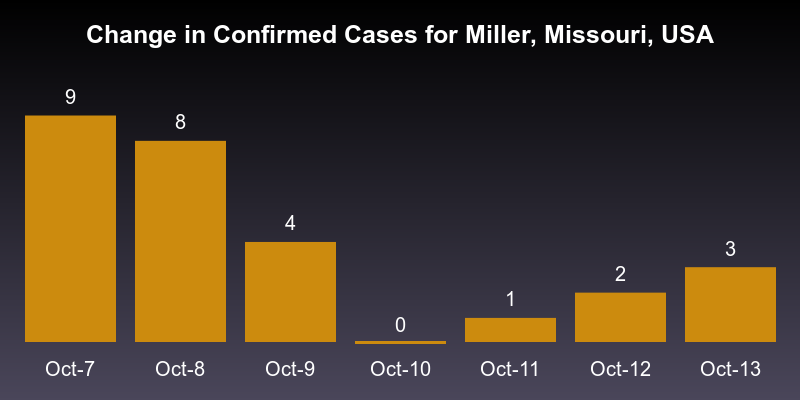 Change in Confirmed Cases for Miller, Missouri, USA
9
8
4
0
1
2
3
Oct-7
Oct-8
Oct-9
Oct-10
Oct-11
Oct-12
Oct-13